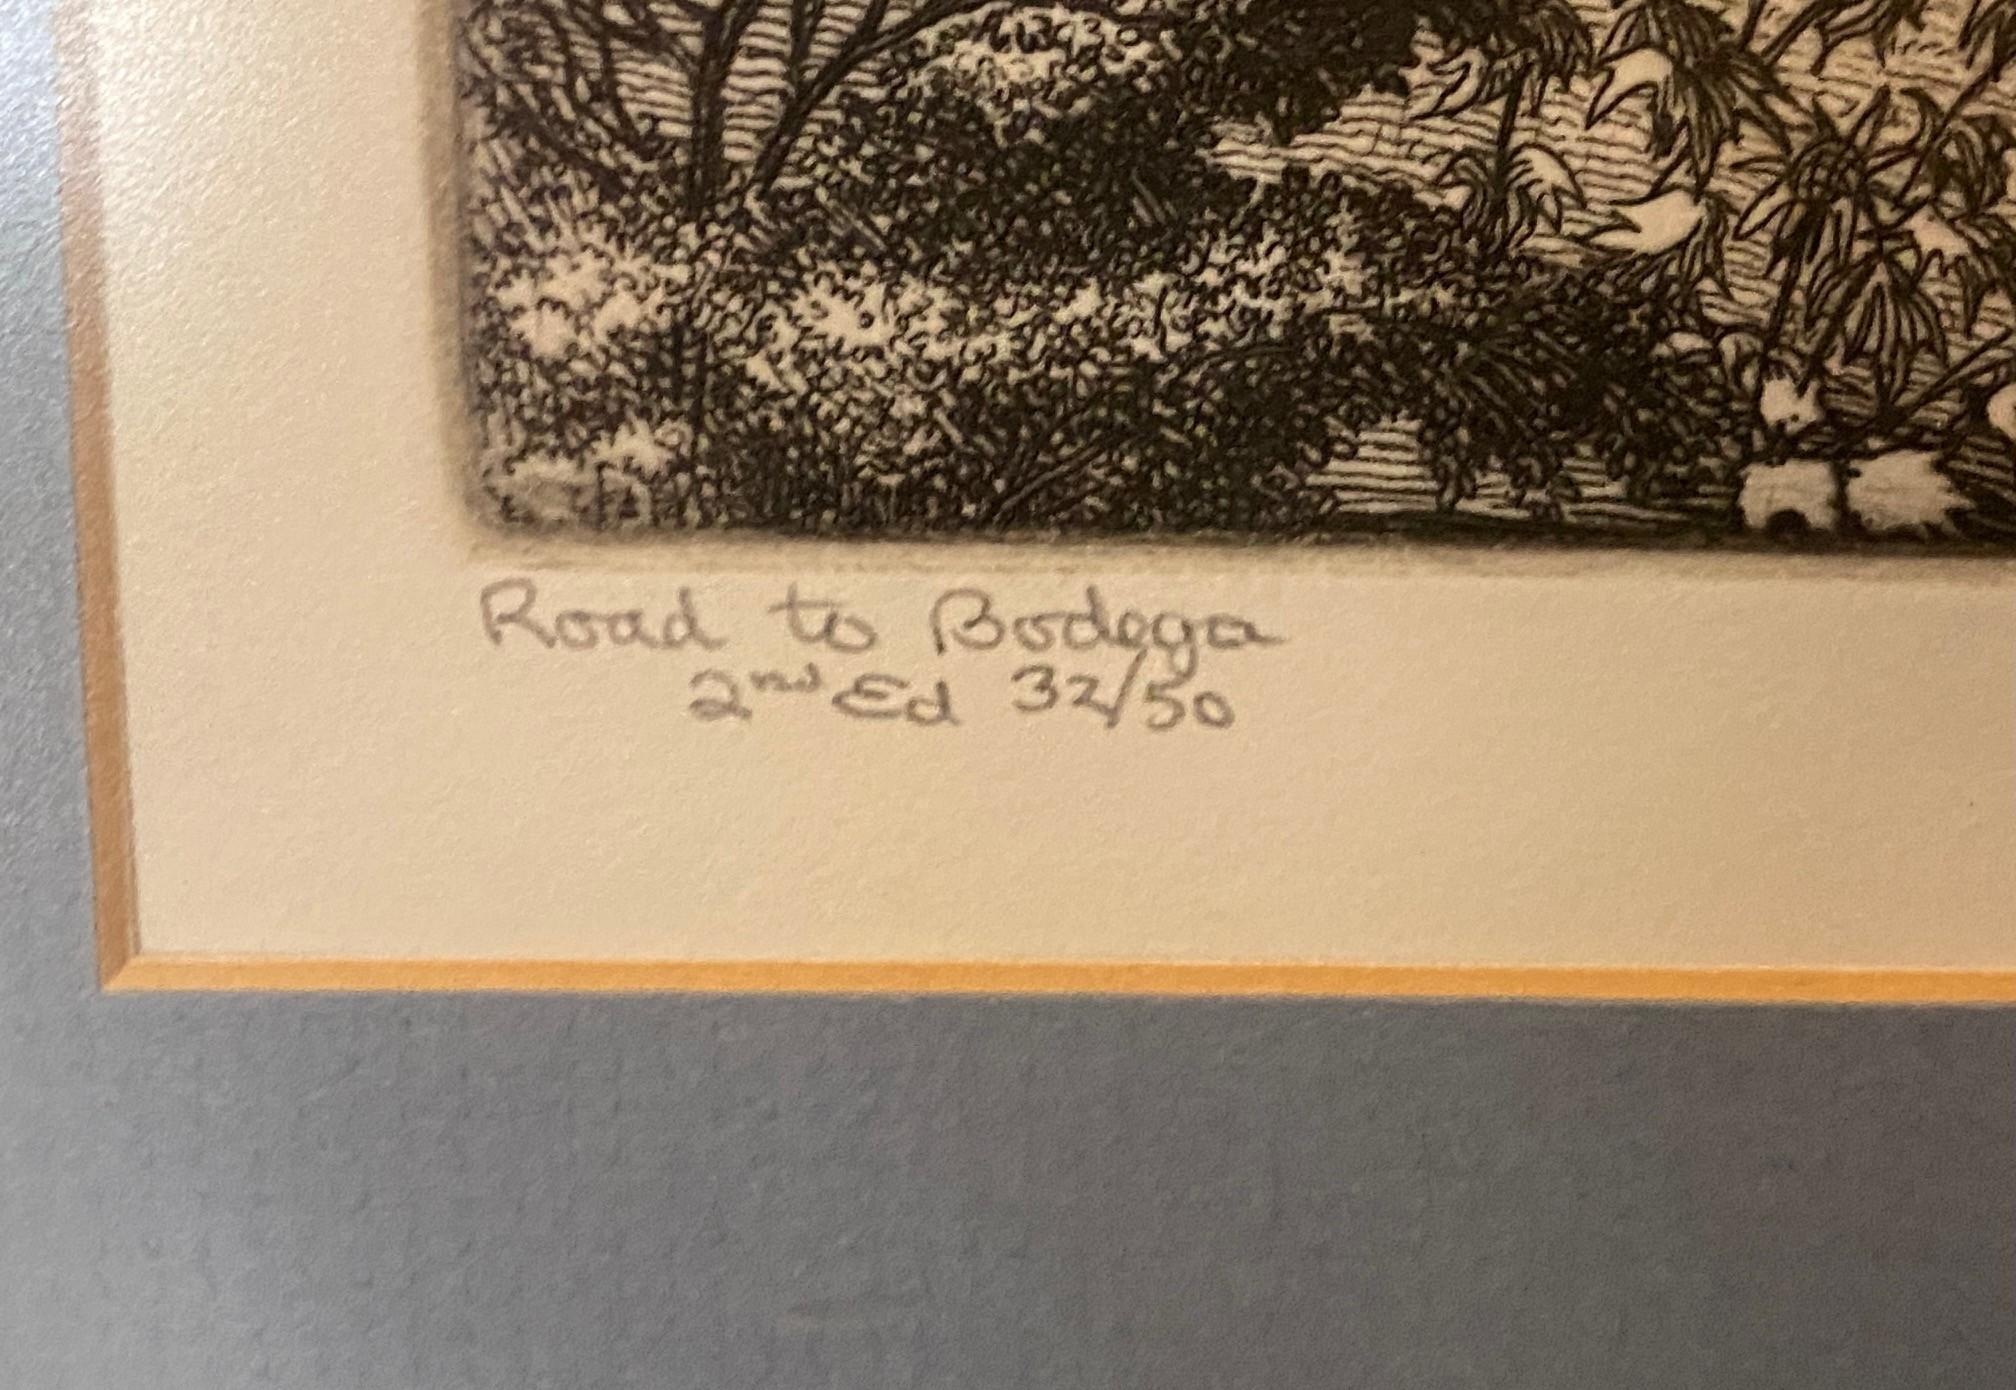 Road to Bodega
2nd Ed 32/50